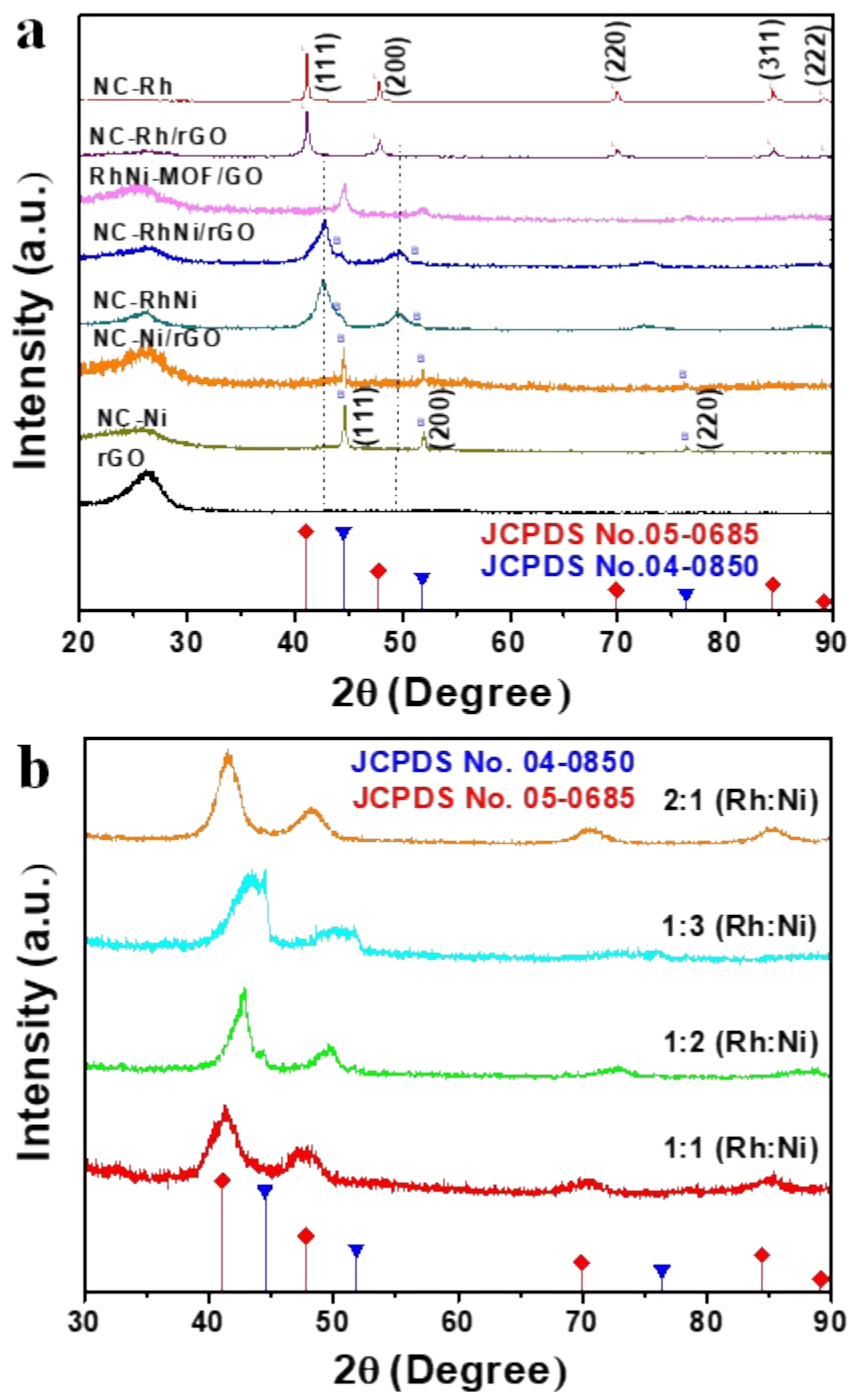 a
(111)
(200)
(220)
(311)
(222)
NC-Rh
NC-Rh/rGO
RhNi-MOF/GO
NC-RhNi/rGO
NC-RhNi
NC-Ni/rGO
NC-Ni
(111)
(200)
(220)
rGO
Intensity (a.u.)
JCPDS No.05-0685
JCPDS No.04-0850
20 30 40 50 60 70 80 90
2θ (Degree)
b
JCPDS No. 04-0850
JCPDS No. 05-0685
2:1 (Rh:Ni)
1:3 (Rh:Ni)
1:2 (Rh:Ni)
1:1 (Rh:Ni)
Intensity (a.u.)
30 40 50 60 70 80 90
2θ (Degree)